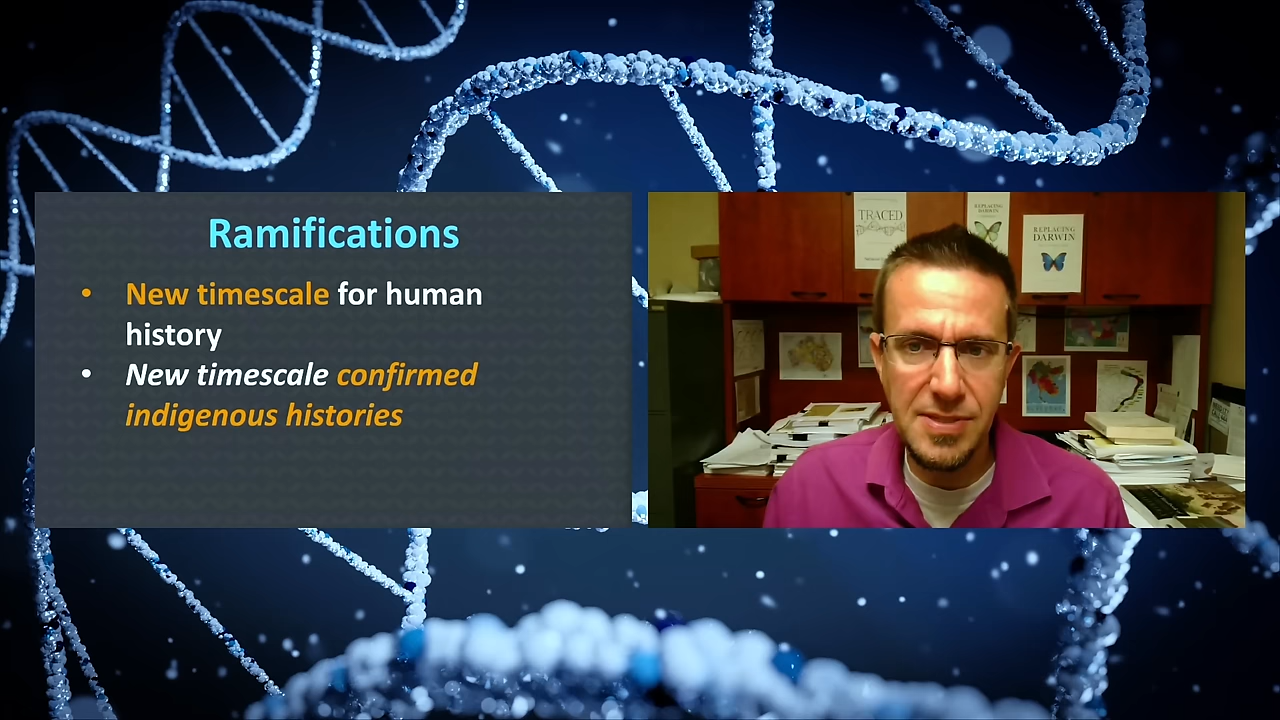 Ramifications
• New timescale for human
history
• New timescale confirmed
indigenous histories
TRACED
REPLACING
DARWIN
REPLACING
DARWIN